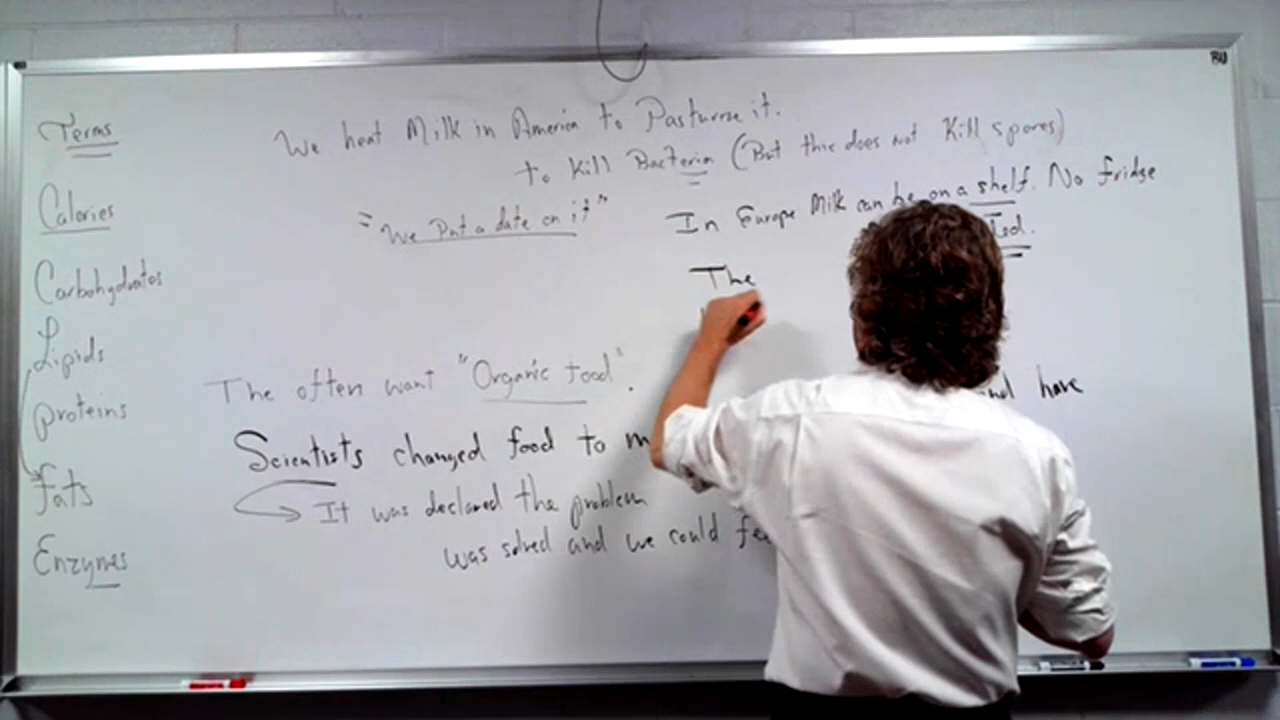 BU
Terms
Calories
Carbohydrates
Lipids
proteins
fats
Enzymes
We heat Milk in America to Pasturize it.
to Kill Bacteria (But this does not Kill spores)
"We Put a date on it"
In Europe Milk can be on a shelf. No fridge
The
The often want "Organic food".
and have
Scientists changed food to
It was declared the problem
was solved and we could